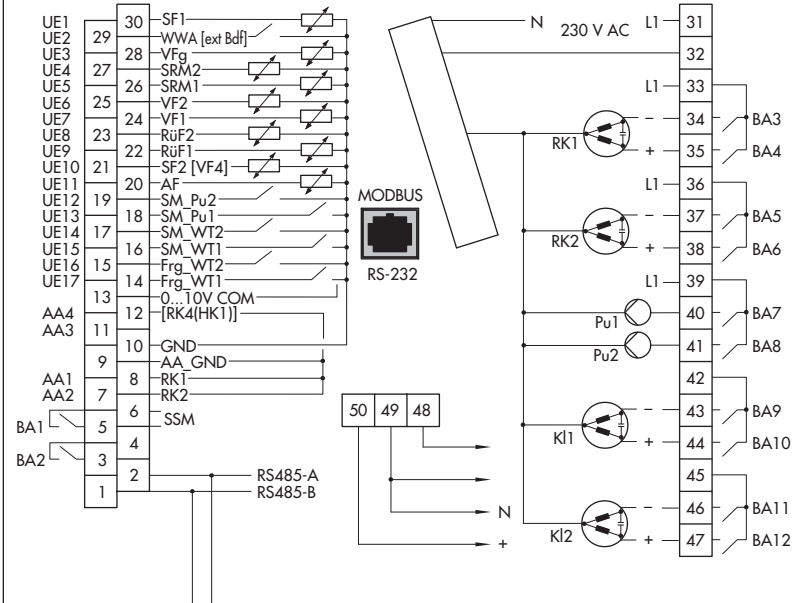 UE1 30 SF1 N 230 V AC L1 31
UE2 29 WWA [ext Bdf]
UE3 28 VFg 32
UE4 27 SRM2
UE5 26 SRM1 L1 33
UE6 25 VF2
UE7 24 VF1 RK1 − 34 BA3
UE8 23 RüF2
UE9 22 RüF1 + 35 BA4
UE10 21 SF2 [VF4]
UE11 20 AF L1 36
UE12 19 SM_Pu2 MODBUS
UE13 18 SM_Pu1 − 37 BA5
UE14 17 SM_WT2 RK2
UE15 16 SM_WT1 + 38 BA6
UE16 15 Frg_WT2 RS-232
UE17 14 Frg_WT1 L1 39
13 0...10V COM
AA4 12 [RK4(HK1)] Pu1 40 BA7
AA3 11
10 GND Pu2 41 BA8
9 AA_GND
AA1 8 RK1 42
AA2 7 RK2
6 SSM 50 49 48 − 43 BA9
BA1 5 Kl1
4 + 44 BA10
BA2 3
2 RS485-A 45
1 RS485-B
N − 46 BA11
Kl2
+ + 47 BA12